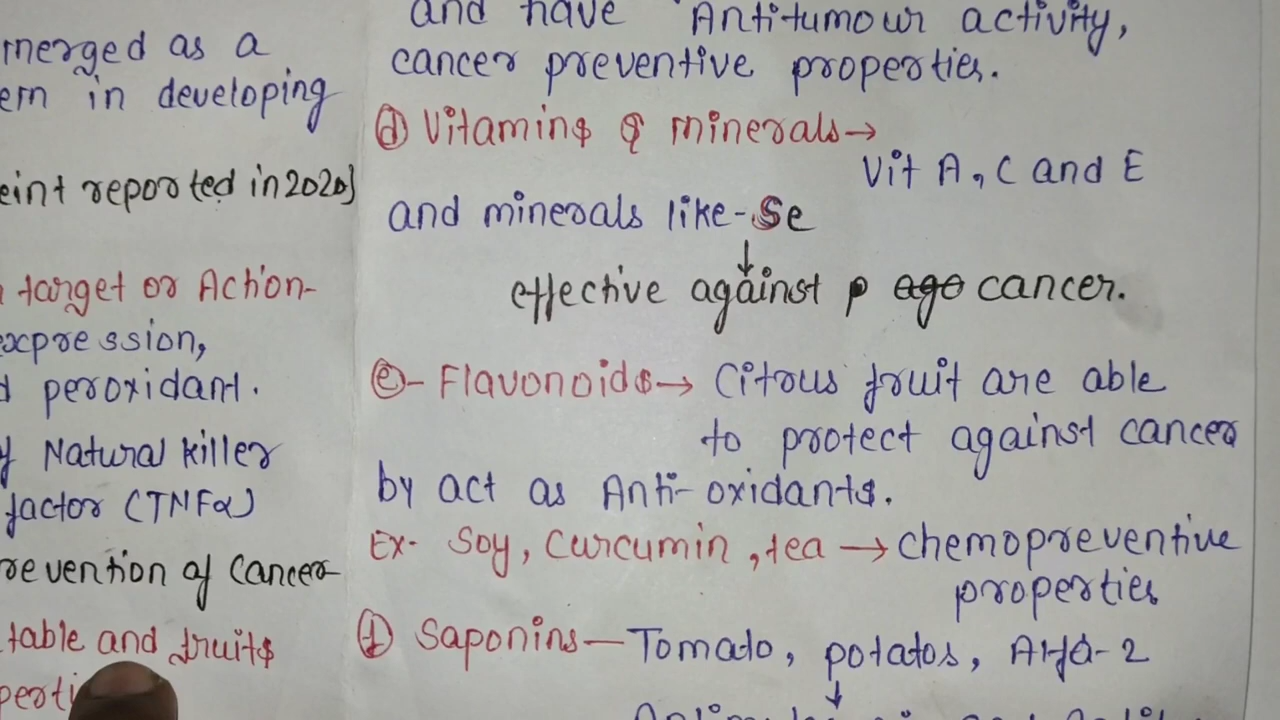 merged as a
ern in developing
eint reported in 2020]
target or Action-
expression,
peroxidant.
Natural killer
factor (TNFα)
revention of cancer
table and fruits
perti
and have Antitumour activity,
cancer preventive properties.
(d) Vitamins & minerals→
Vit A, C and E
and minerals like-Se
↓
effective against p ago cancer.
(e)- Flavonoids→ Citrous fruit are able
to protect against cancer
by act as Anti-oxidants.
Ex- Soy, Curcumin, tea → chemopreventive
properties
(f) Saponins— Tomato, potatos,
↓